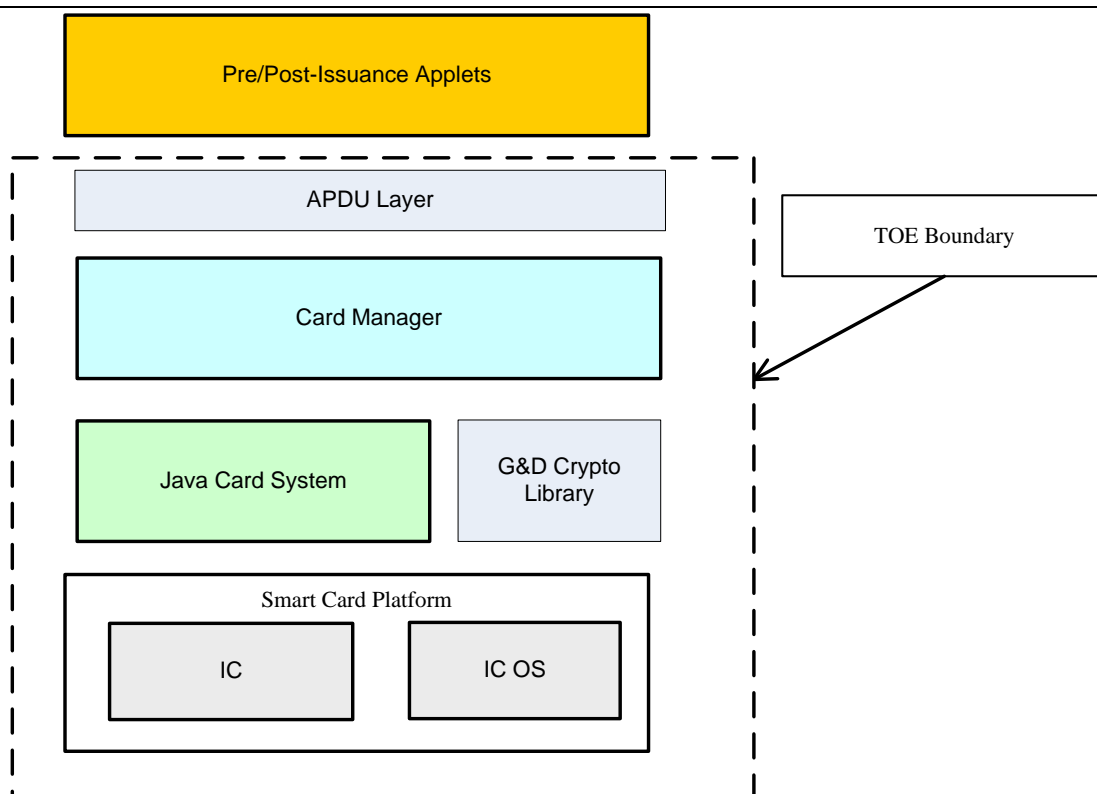 Pre/Post-Issuance Applets
APDU Layer
TOE Boundary
Card Manager
Java Card System
G&D Crypto
Library
Smart Card Platform
IC
IC OS